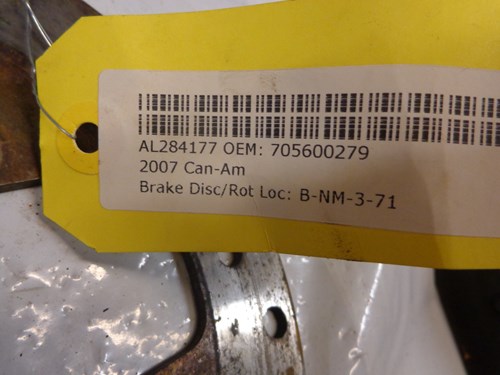 AL284177 OEM: 705600279
2007 Can-Am
Brake Disc/Rot Loc: B-NM-3-71